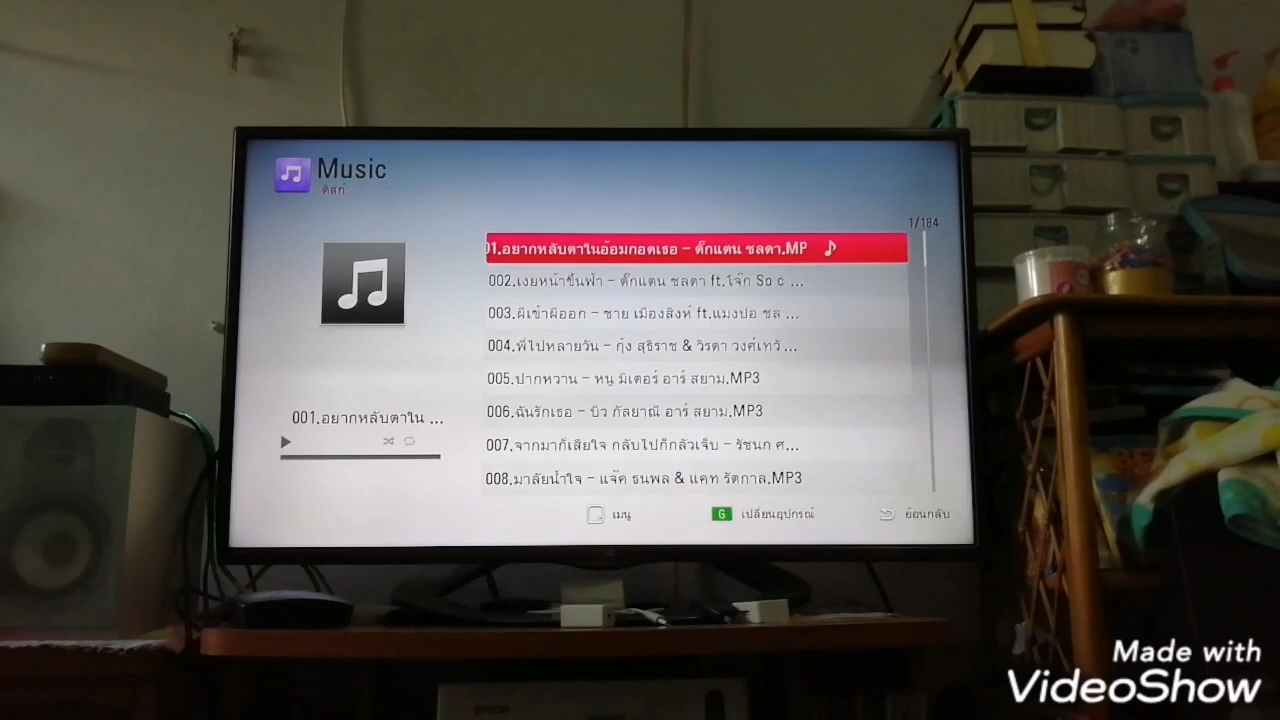 Music
ดิสก์
1/184
01.อยากหลับตาในอ้อมกอดเธอ - ตั๊กแตน ชลดา.MP
002.เงยหน้าขึ้นฟ้า - ตั๊กแตน ชลดา ft.โจ๊ก So c ...
003.ผีเข้าผีออก - ชาย เมืองสิงห์ ft.แมงปอ ชล ...
004.พี่ไปหลายวัน - กุ้ง สุธิราช & วิรดา วงศ์เทวั ...
005.ปากหวาน - หนู มิเตอร์ อาร์ สยาม.MP3
006.ฉันรักเธอ - บิว กัลยาณี อาร์ สยาม.MP3
007.จากมาก็เสียใจ กลับไปก็กลัวเจ็บ - รัชนก ศ...
008.มาลัยน้ำใจ - แจ๊ค ธนพล & แคท รัตกาล.MP3
001.อยากหลับตาใน ...
เมนู
G เปลี่ยนอุปกรณ์
ย้อนกลับ
Made with
VideoShow